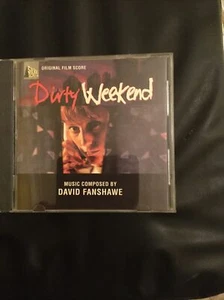 ORIGINAL FILM SCORE
Dirty Weekend
MUSIC COMPOSED BY
DAVID FANSHAWE